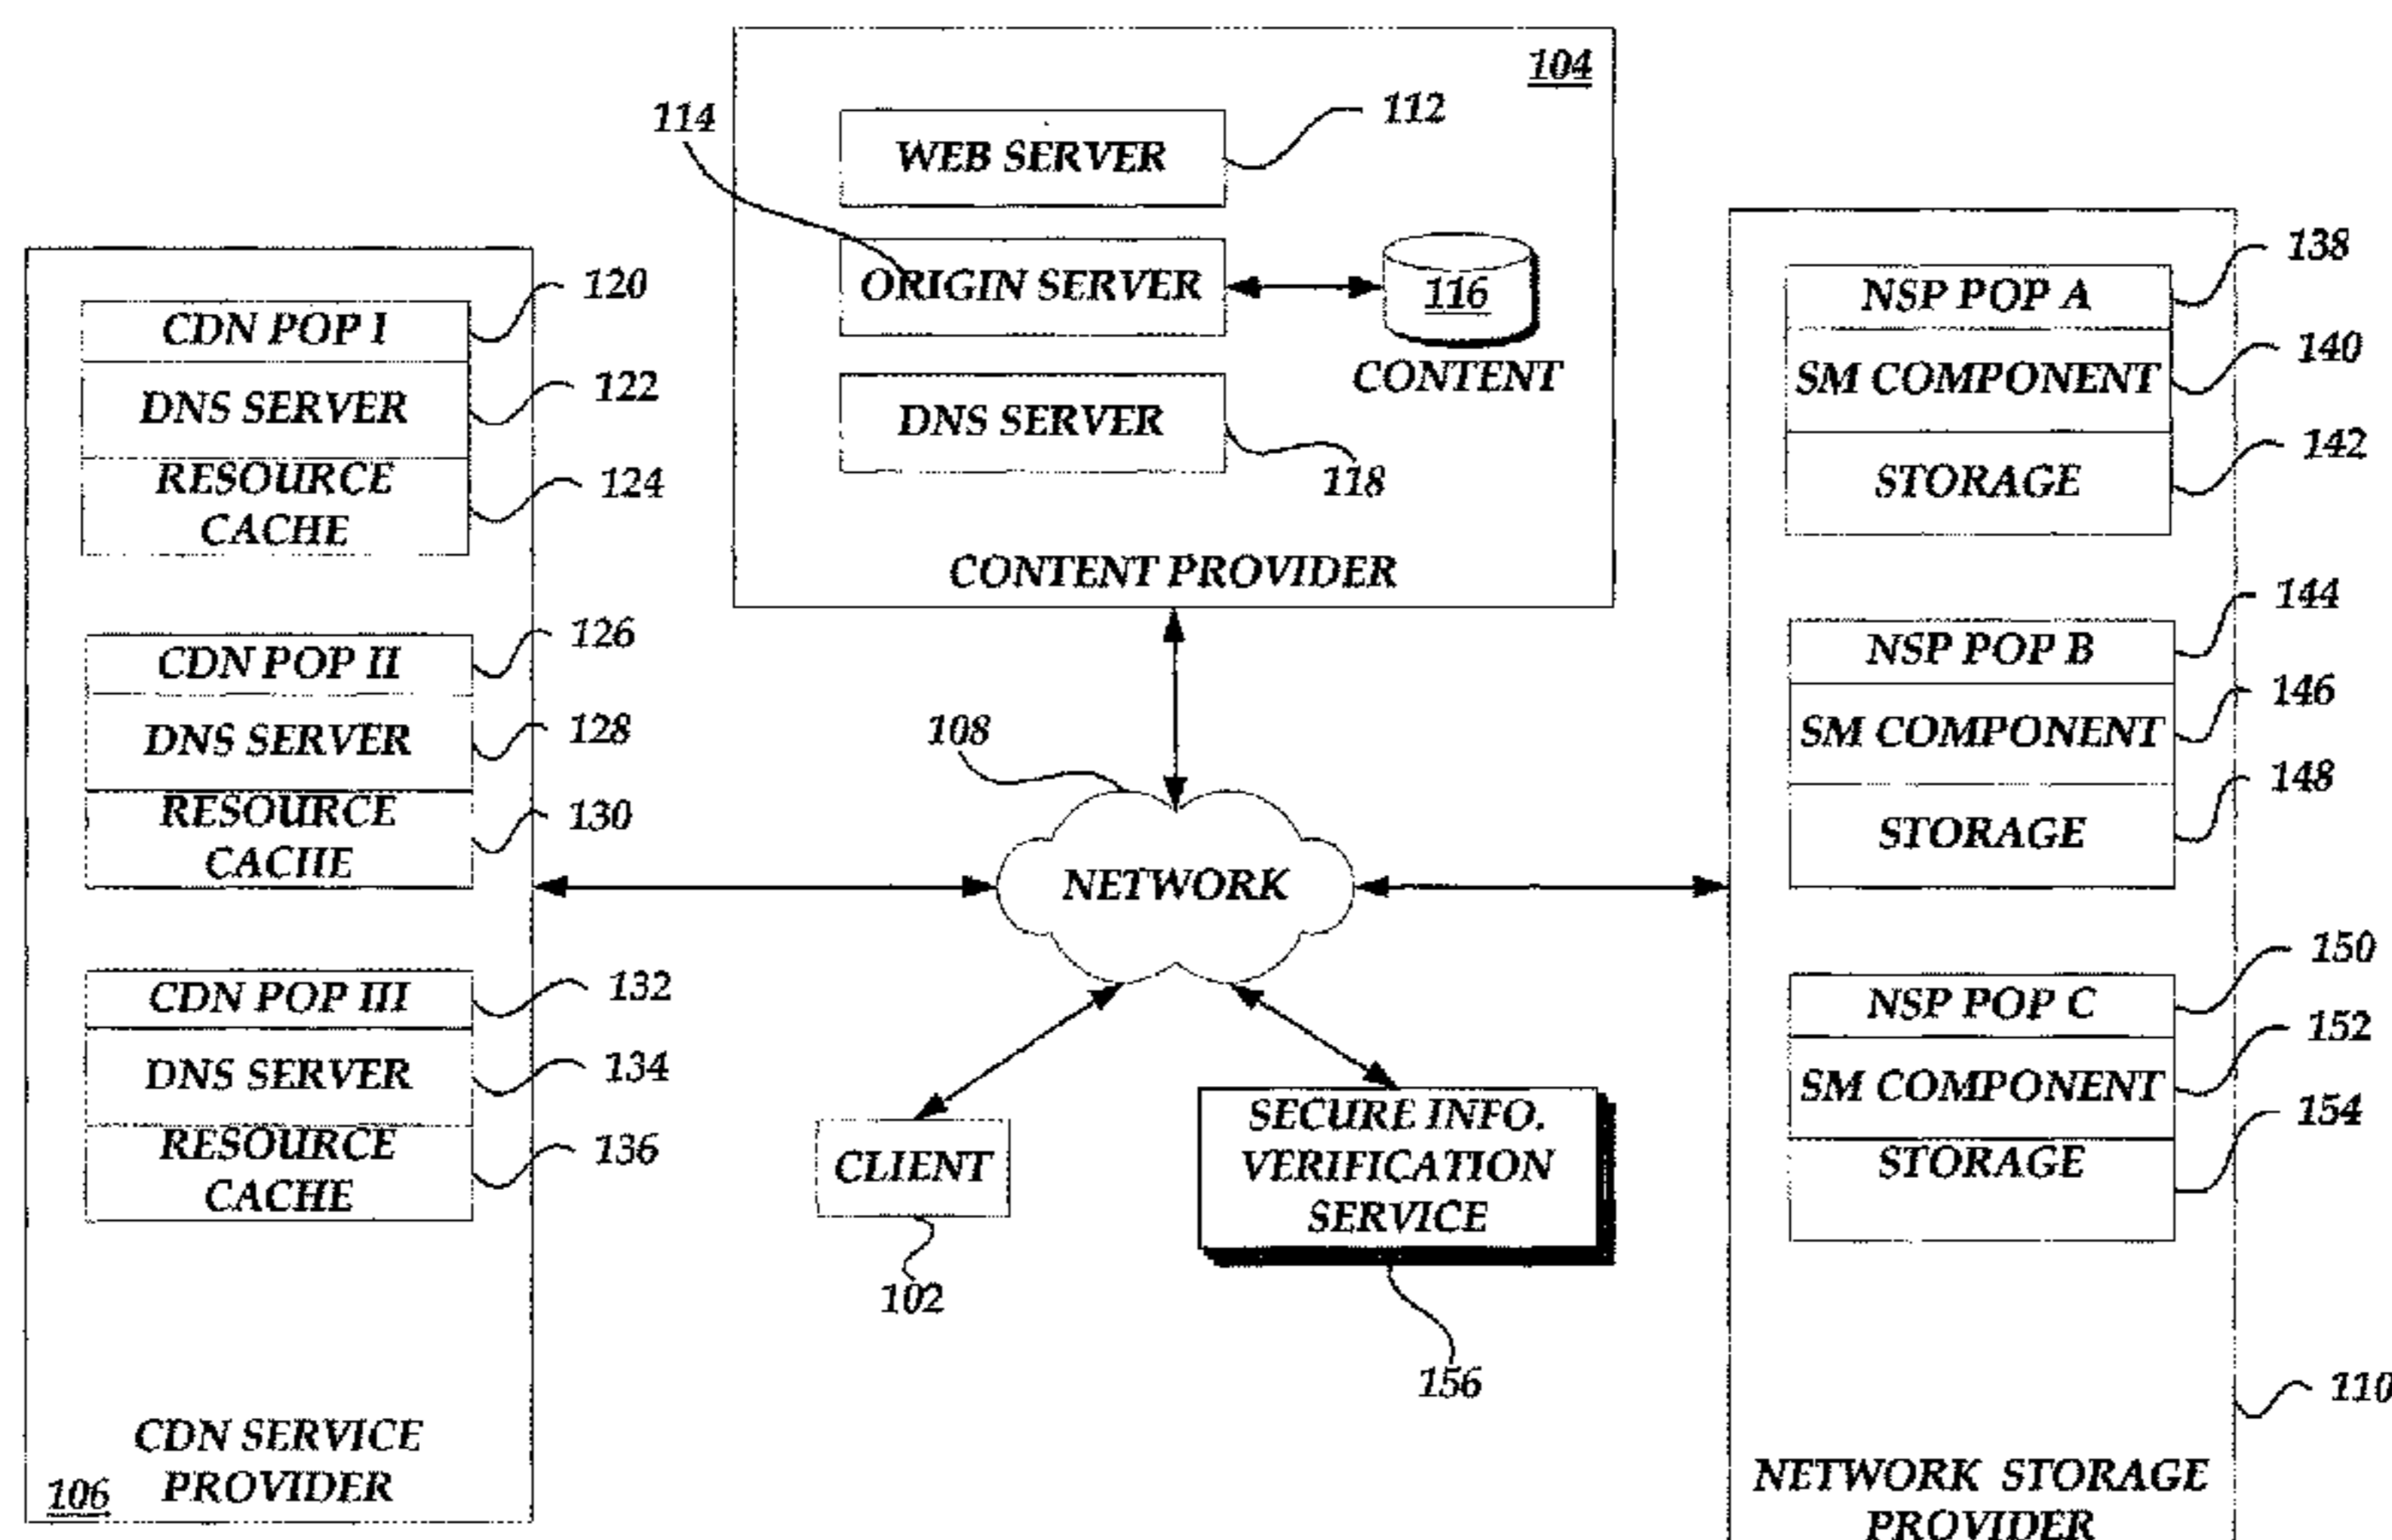 104
114
112
WEB SERVER
ORIGIN SERVER
116
CONTENT
DNS SERVER
118
CONTENT PROVIDER
CDN POP I
120
DNS SERVER
122
RESOURCE
CACHE
124
CDN POP II
126
DNS SERVER
128
RESOURCE
CACHE
130
CDN POP III
132
DNS SERVER
134
RESOURCE
CACHE
136
CDN SERVICE
PROVIDER
106
108
NETWORK
CLIENT
102
SECURE INFO.
VERIFICATION
SERVICE
156
NSP POP A
138
SM COMPONENT
140
STORAGE
142
NSP POP B
144
SM COMPONENT
146
STORAGE
148
NSP POP C
150
SM COMPONENT
152
STORAGE
154
110
NETWORK STORAGE
PROVIDER